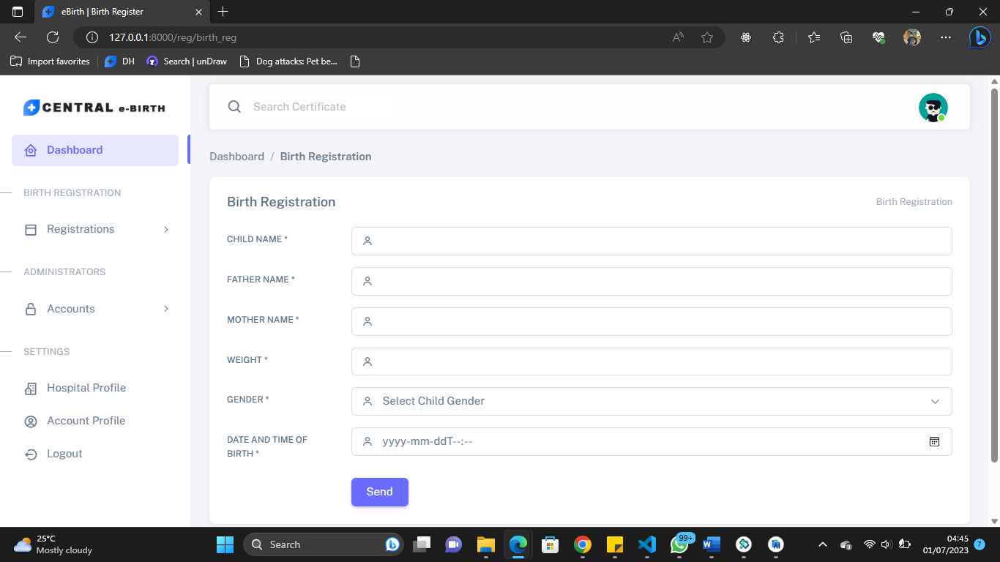 eBirth | Birth Register
127.0.0.1:8000/reg/birth_reg
Import favorites
DH
Search | unDraw
Dog attacks: Pet be...
CENTRAL e-BIRTH
Search Certificate
Dashboard
Dashboard / Birth Registration
BIRTH REGISTRATION
Registrations
ADMINISTRATORS
Accounts
SETTINGS
Hospital Profile
Account Profile
Logout
Birth Registration
Birth Registration
CHILD NAME *
FATHER NAME *
MOTHER NAME *
WEIGHT *
GENDER *
Select Child Gender
DATE AND TIME OF
BIRTH *
yyyy-mm-ddT--:--
Send
25°C
Mostly cloudy
Search
99+
04:45
01/07/2023
7